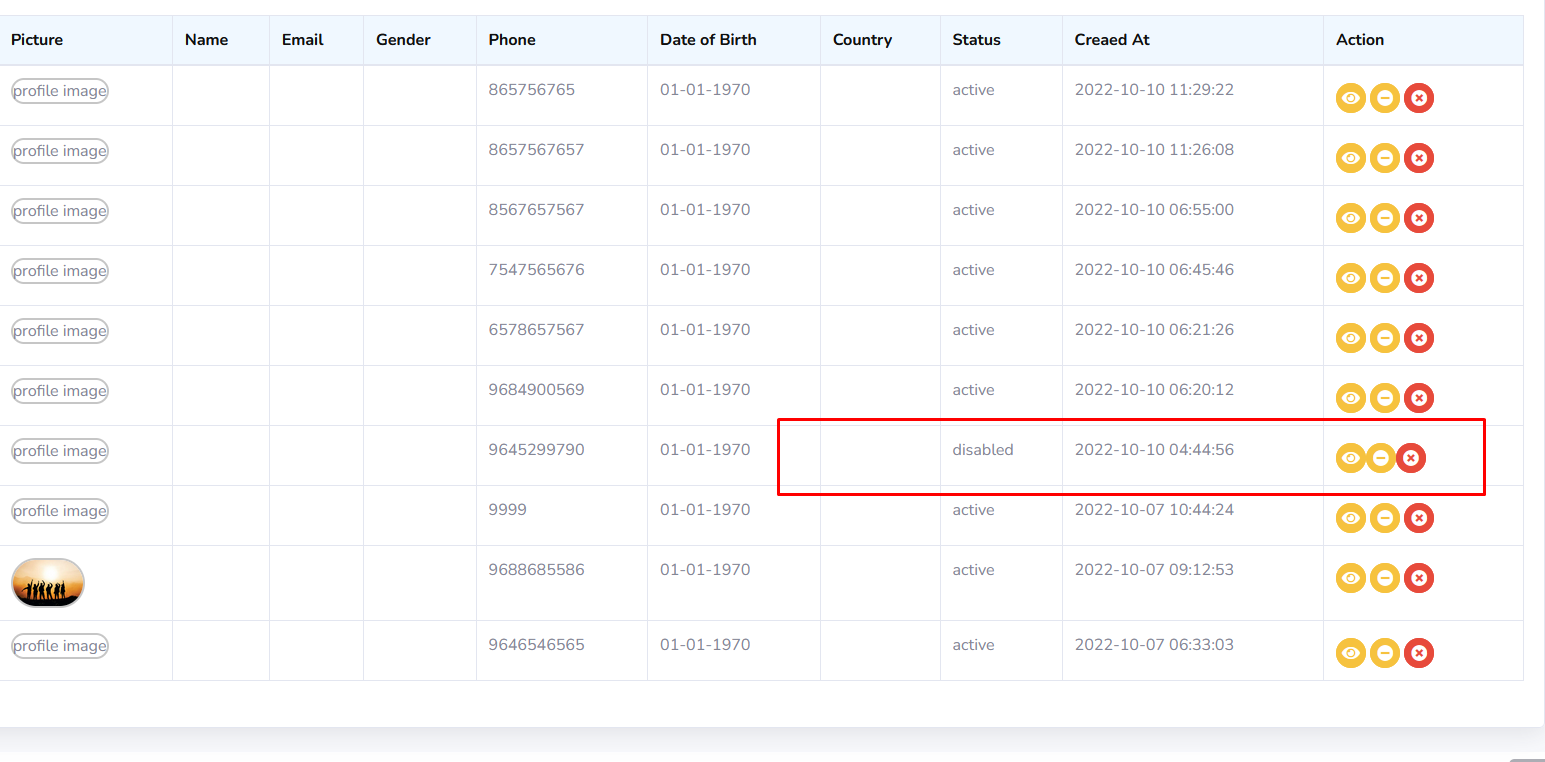 Picture Name Email Gender Phone Date of Birth Country Status Creaed At Action
profile image 865756765 01-01-1970 active 2022-10-10 11:29:22
profile image 8657567657 01-01-1970 active 2022-10-10 11:26:08
profile image 8567657567 01-01-1970 active 2022-10-10 06:55:00
profile image 7547565676 01-01-1970 active 2022-10-10 06:45:46
profile image 6578657567 01-01-1970 active 2022-10-10 06:21:26
profile image 9684900569 01-01-1970 active 2022-10-10 06:20:12
profile image 9645299790 01-01-1970 disabled 2022-10-10 04:44:56
profile image 9999 01-01-1970 active 2022-10-07 10:44:24
9688685586 01-01-1970 active 2022-10-07 09:12:53
profile image 9646546565 01-01-1970 active 2022-10-07 06:33:03